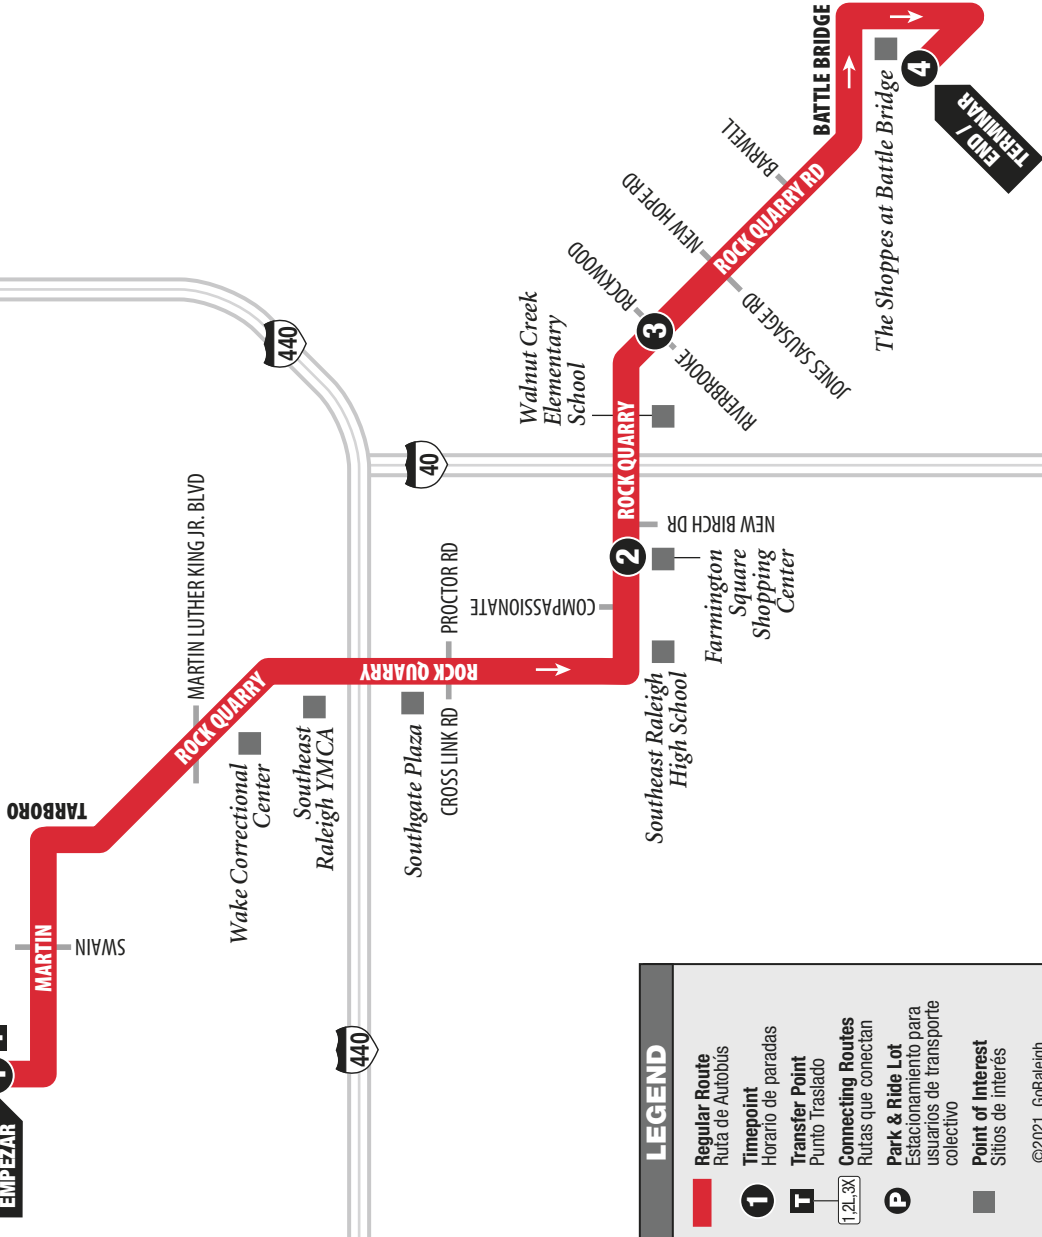 EMPEZAR
MARTIN
SWAIN
TARBORO
ROCK QUARRY
MARTIN LUTHER KING JR. BLVD
Wake Correctional
Center
Southeast
Raleigh YMCA
440
440
40
ROCK QUARRY
Southgate Plaza
CROSS LINK RD
PROCTOR RD
COMPASSIONATE
Southeast Raleigh
High School
2
Farmington
Square
Shopping
Center
NEW BIRCH DR
ROCK QUARRY
Walnut Creek
Elementary
School
3
ROCKWOOD
RIVERBROOKE
NEW HOPE RD
JONES SAUSAGE RD
ROCK QUARRY RD
BARWELL
BATTLE BRIDGE
The Shoppes at Battle Bridge
4
END /
TERMINAR
LEGEND
Regular Route
Ruta de Autobús
1
Timepoint
Horario de paradas
T
Transfer Point
Punto Traslado
1,2L,3X
Connecting Routes
Rutas que conectan
P
Park & Ride Lot
Estacionamiento para
usuarios de transporte
colectivo
Point of Interest
Sitios de interés
©2021, GoRaleigh